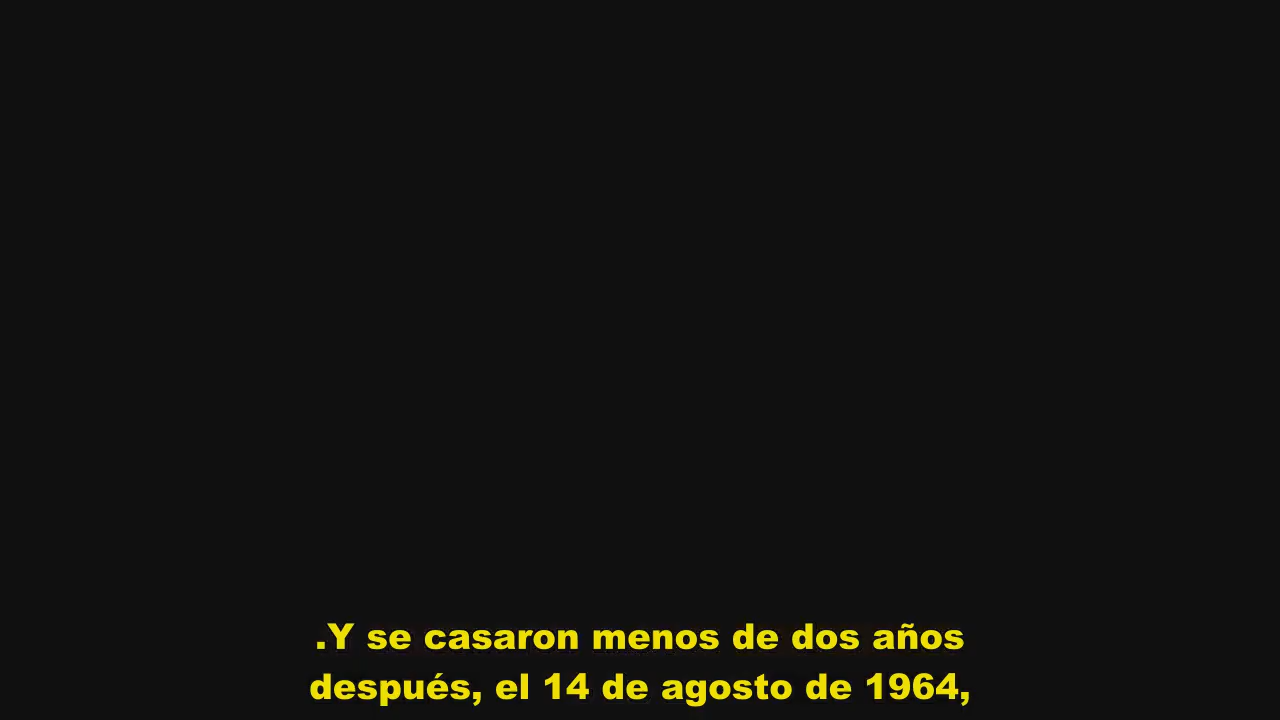 .Y se casaron menos de dos años
después, el 14 de agosto de 1964,